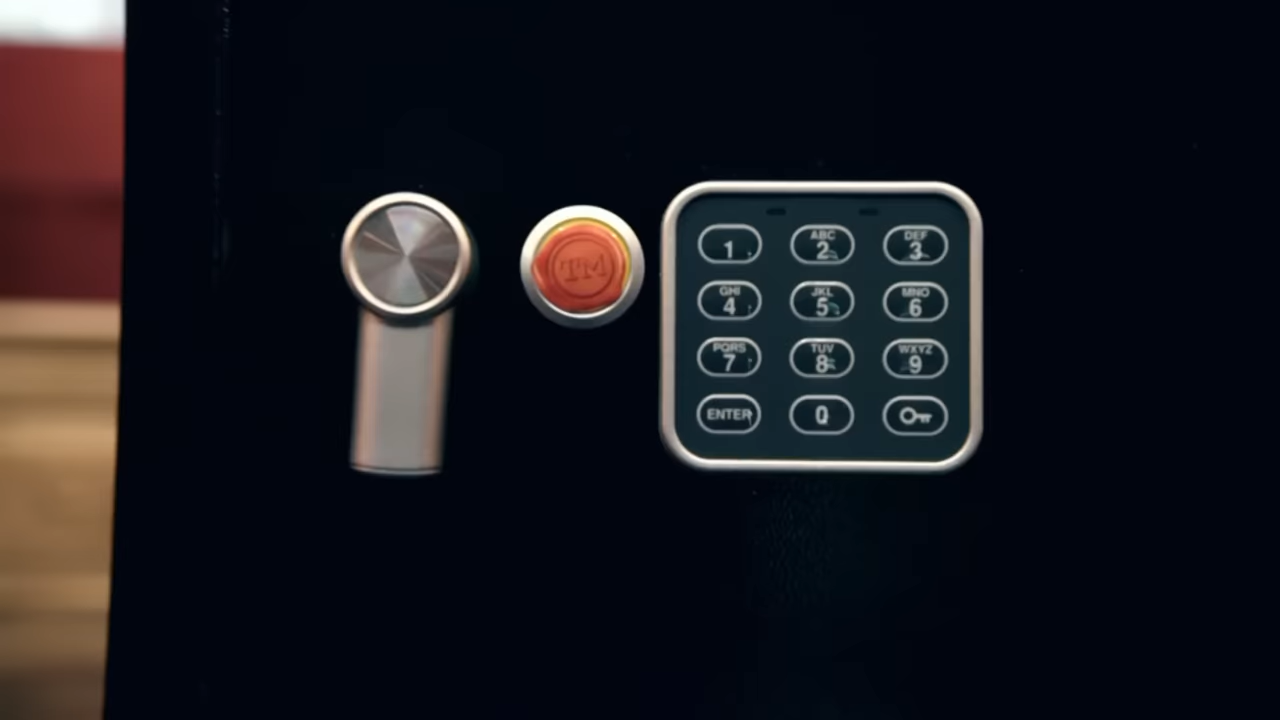 TM
1 ABC 2 DEF 3
GHI 4 JKL 5 MNO 6
PQRS 7 TUV 8 WXYZ 9
ENTER 0